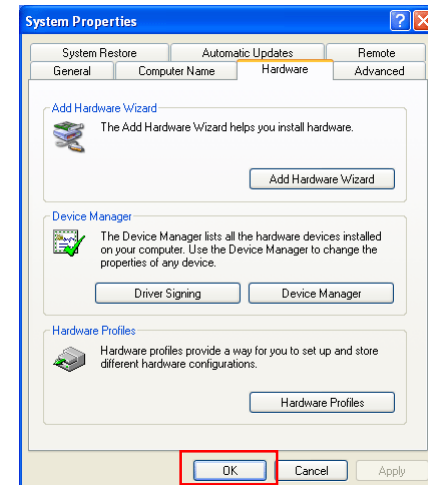 System Properties
System Restore Automatic Updates Remote
General Computer Name Hardware Advanced
Add Hardware Wizard
The Add Hardware Wizard helps you install hardware.
Add Hardware Wizard
Device Manager
The Device Manager lists all the hardware devices installed
on your computer. Use the Device Manager to change the
properties of any device.
Driver Signing Device Manager
Hardware Profiles
Hardware profiles provide a way for you to set up and store
different hardware configurations.
Hardware Profiles
OK Cancel Apply